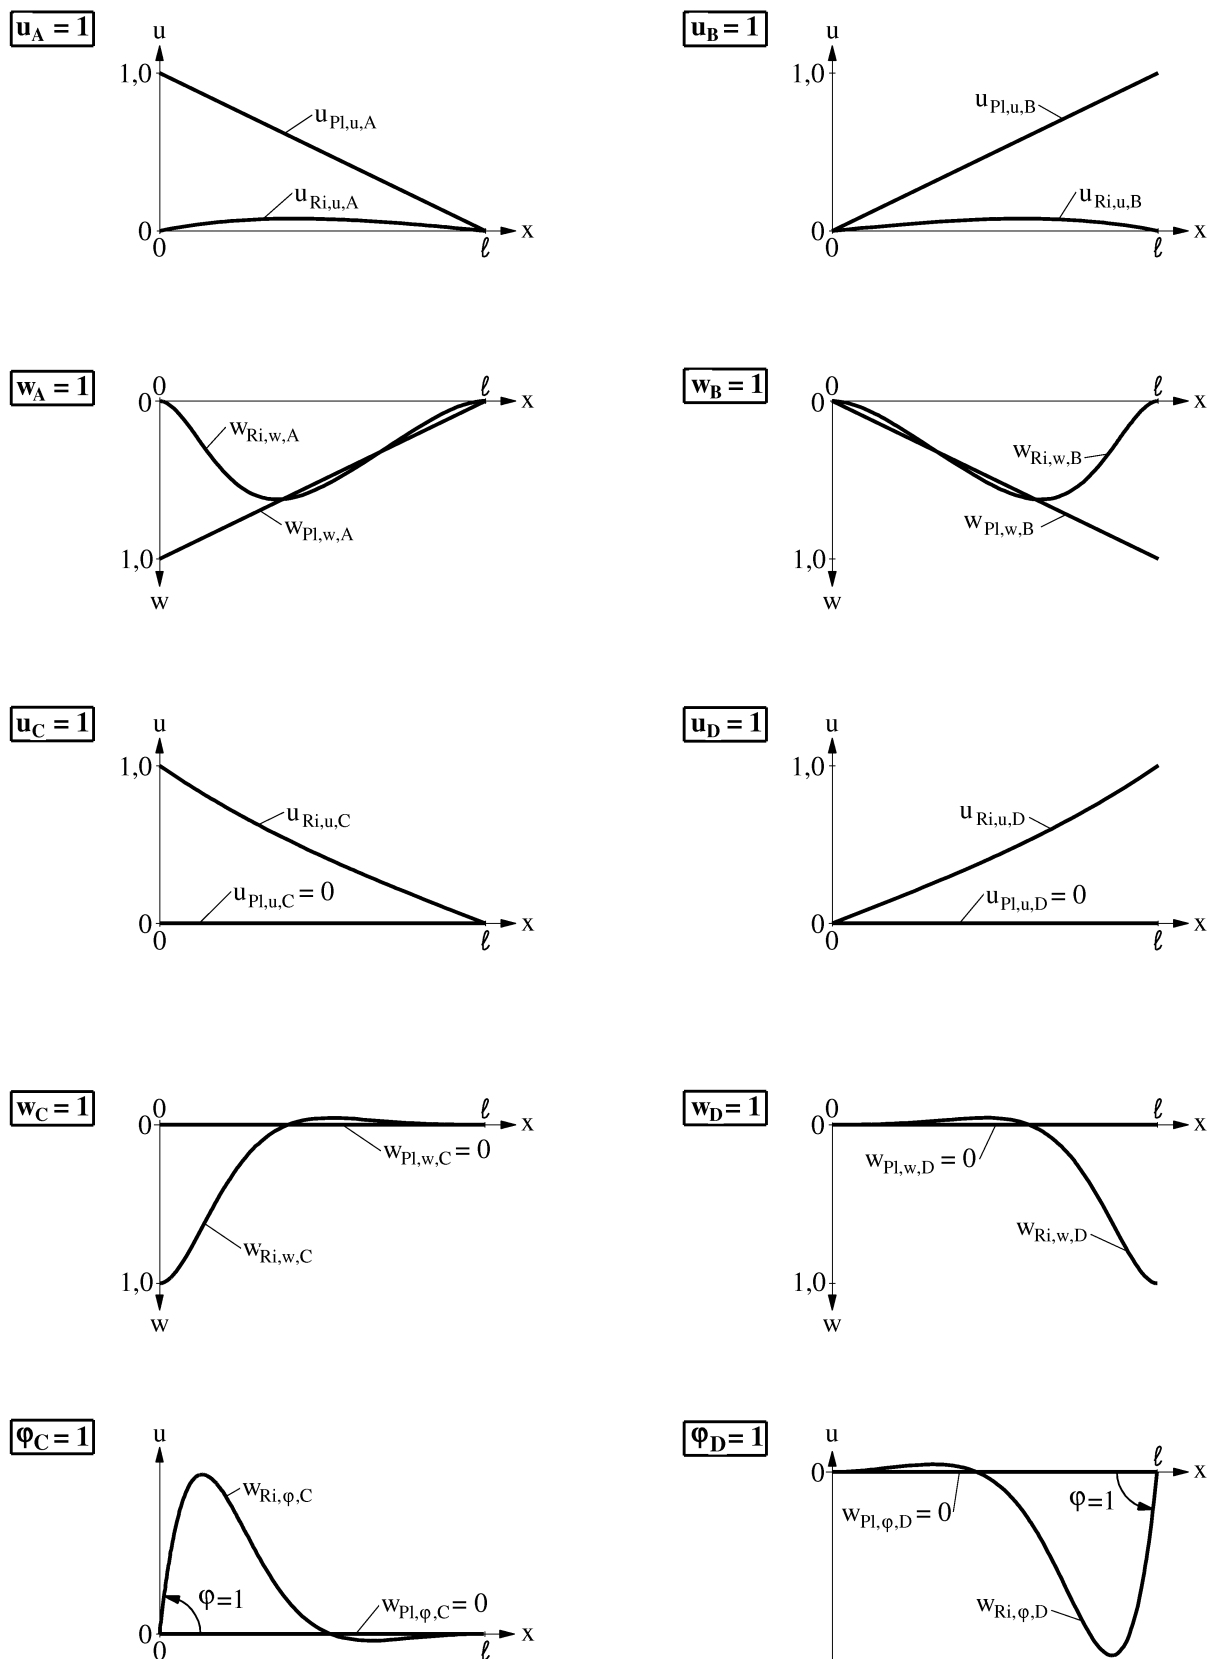 u_A = 1
u
1,0
u_Pl,u,A
u_Ri,u,A
0
x
0
ℓ
u_B = 1
u
1,0
u_Pl,u,B
u_Ri,u,B
0
x
0
ℓ
w_A = 1
0
ℓ
0
x
w_Ri,w,A
w_Pl,w,A
1,0
w
w_B = 1
0
ℓ
0
x
w_Ri,w,B
w_Pl,w,B
1,0
w
u_C = 1
u
1,0
u_Ri,u,C
u_Pl,u,C = 0
0
x
0
ℓ
u_D = 1
u
1,0
u_Ri,u,D
u_Pl,u,D = 0
0
x
0
ℓ
w_C = 1
0
ℓ
0
x
w_Pl,w,C = 0
w_Ri,w,C
1,0
w
w_D = 1
0
ℓ
0
x
w_Pl,w,D = 0
w_Ri,w,D
1,0
w
φ_C = 1
u
w_Ri,φ,C
φ=1
w_Pl,φ,C = 0
0
x
0
ℓ
φ_D = 1
u
ℓ
0
x
φ=1
w_Pl,φ,D = 0
w_Ri,φ,D